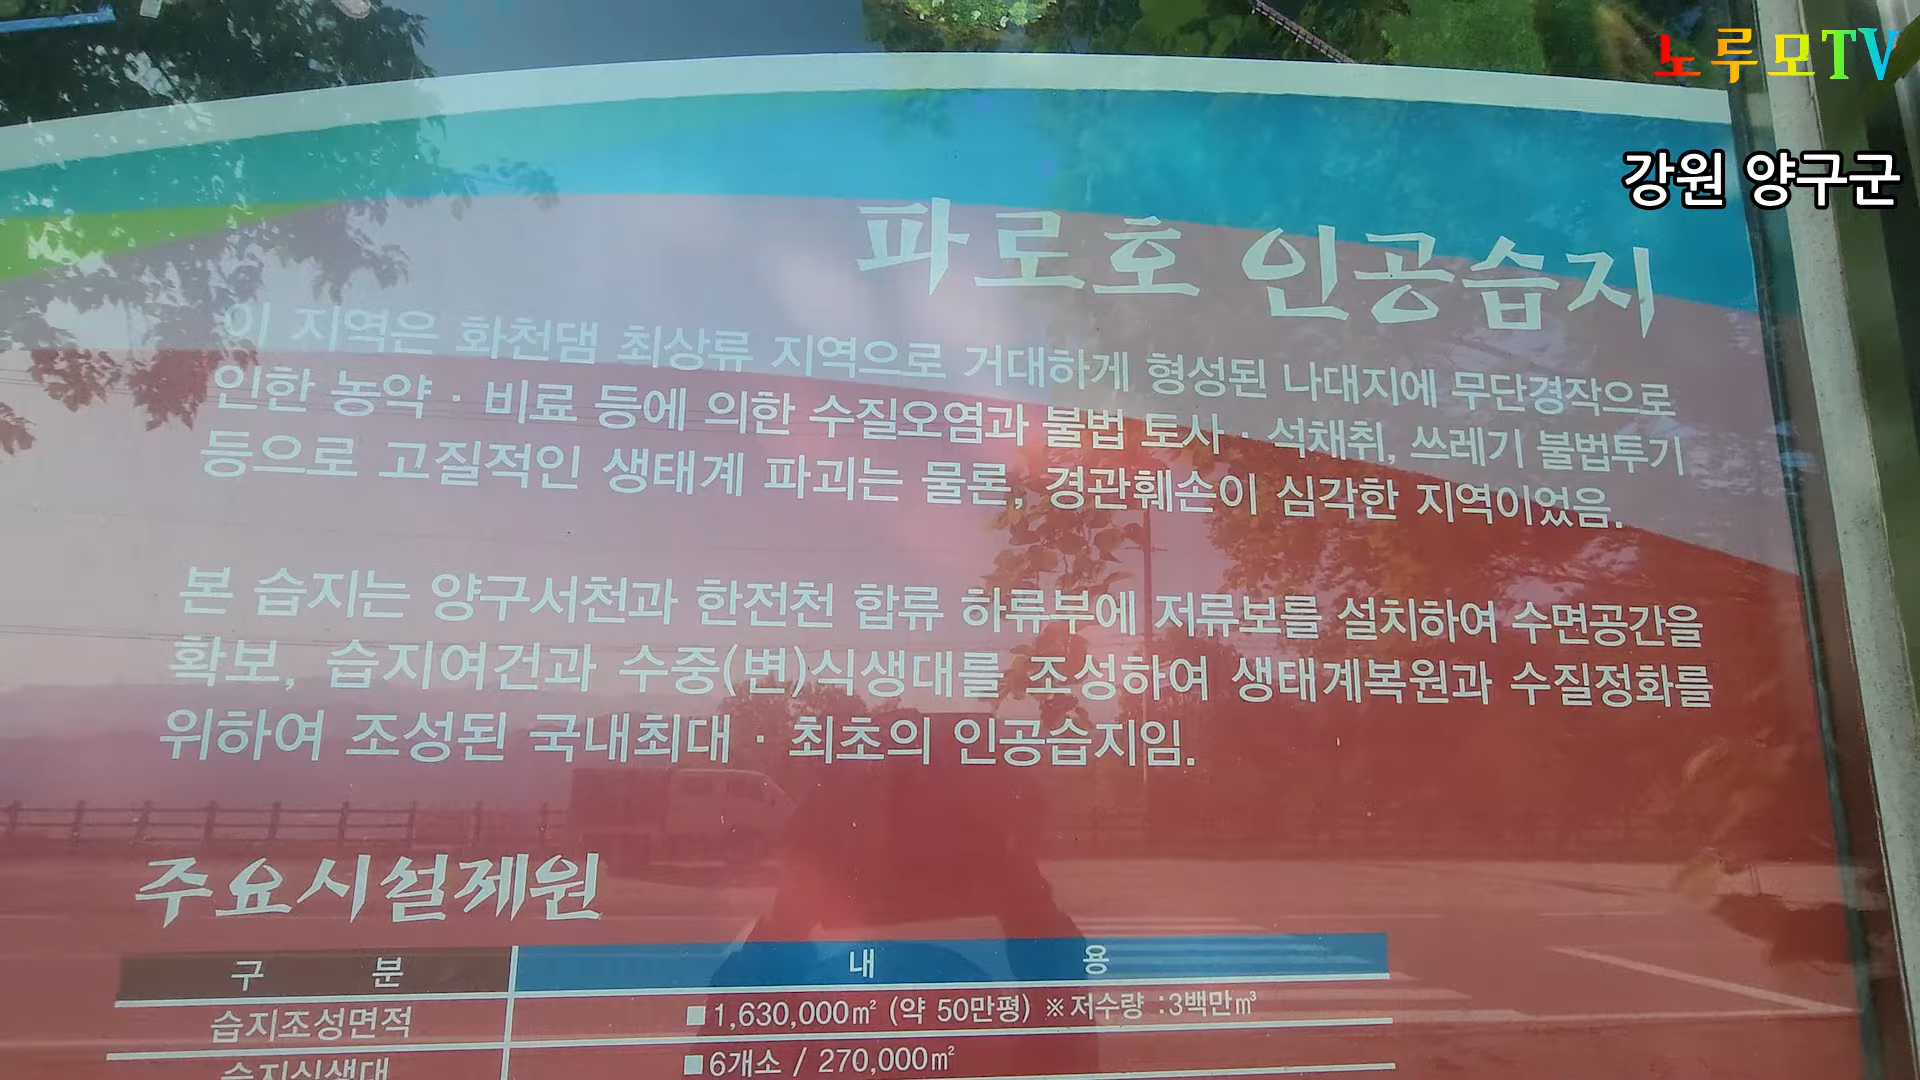 노루모TV
강원 양구군
파로호 인공습지
이 지역은 화천댐 최상류 지역으로 거대하게 형성된 나대지에 무단경작으로
인한 농약 · 비료 등에 의한 수질오염과 불법 토사 · 석채취, 쓰레기 불법투기
등으로 고질적인 생태계 파괴는 물론, 경관훼손이 심각한 지역이었음.
본 습지는 양구서천과 한전천 합류 하류부에 저류보를 설치하여 수면공간을
확보, 습지여건과 수중(변)식생대를 조성하여 생태계복원과 수질정화를
위하여 조성된 국내최대 · 최초의 인공습지임.
주요시설제원
구 분 내 용
습지조성면적 ■1,630,000㎡ (약 50만평) ※저수량 :3백만㎥
습지식생대 ■6개소 / 270,000㎡